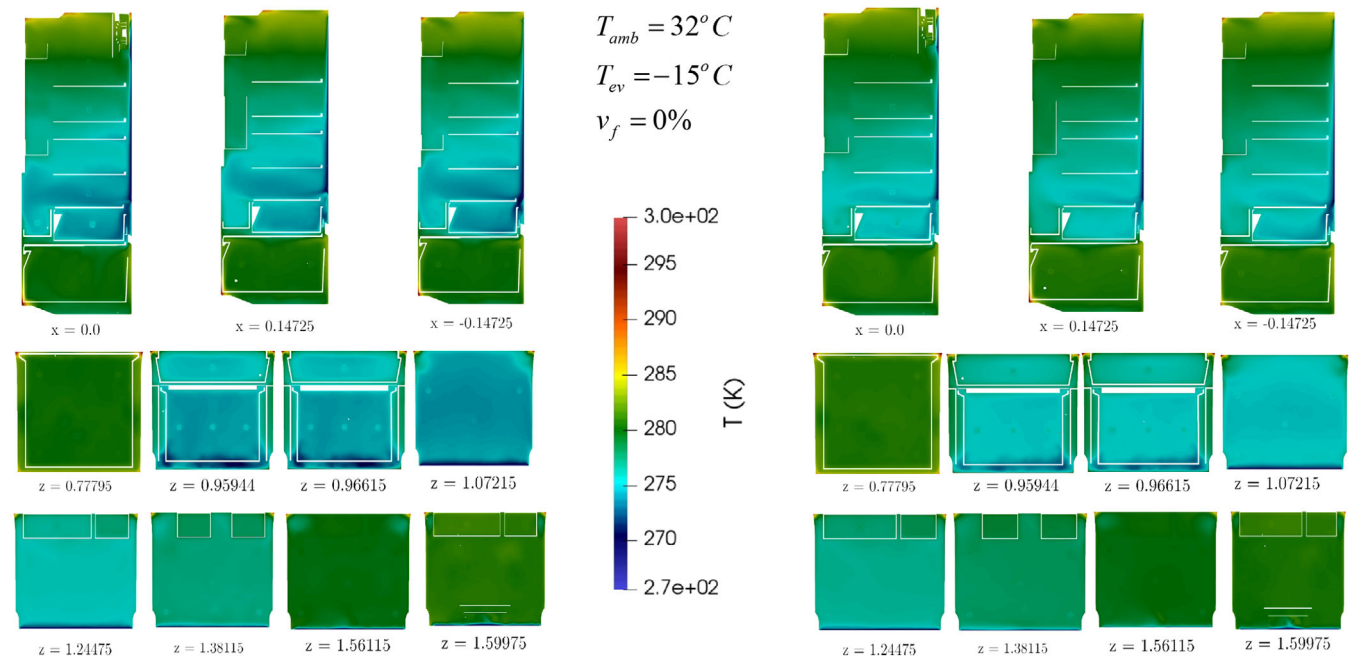 T_amb = 32°C
T_ev = −15°C
v_f = 0%
x = 0.0 x = 0.14725 x = -0.14725
z = 0.77795 z = 0.95944 z = 0.96615 z = 1.07215
z = 1.24475 z = 1.38115 z = 1.56115 z = 1.59975
3.0e+02
295
290
285
280
275
270
2.7e+02
T (K)
x = 0.0 x = 0.14725 x = -0.14725
z = 0.77795 z = 0.95944 z = 0.96615 z = 1.07215
z = 1.24475 z = 1.38115 z = 1.56115 z = 1.59975